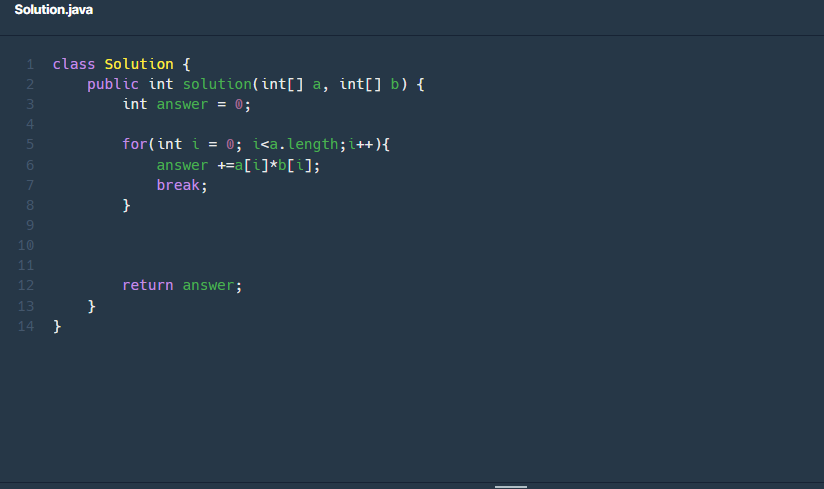 Solution.java
1 class Solution {
2     public int solution(int[] a, int[] b) {
3         int answer = 0;
4
5         for(int i = 0; i<a.length;i++){
6             answer +=a[i]*b[i];
7             break;
8         }
9
10
11
12         return answer;
13     }
14 }